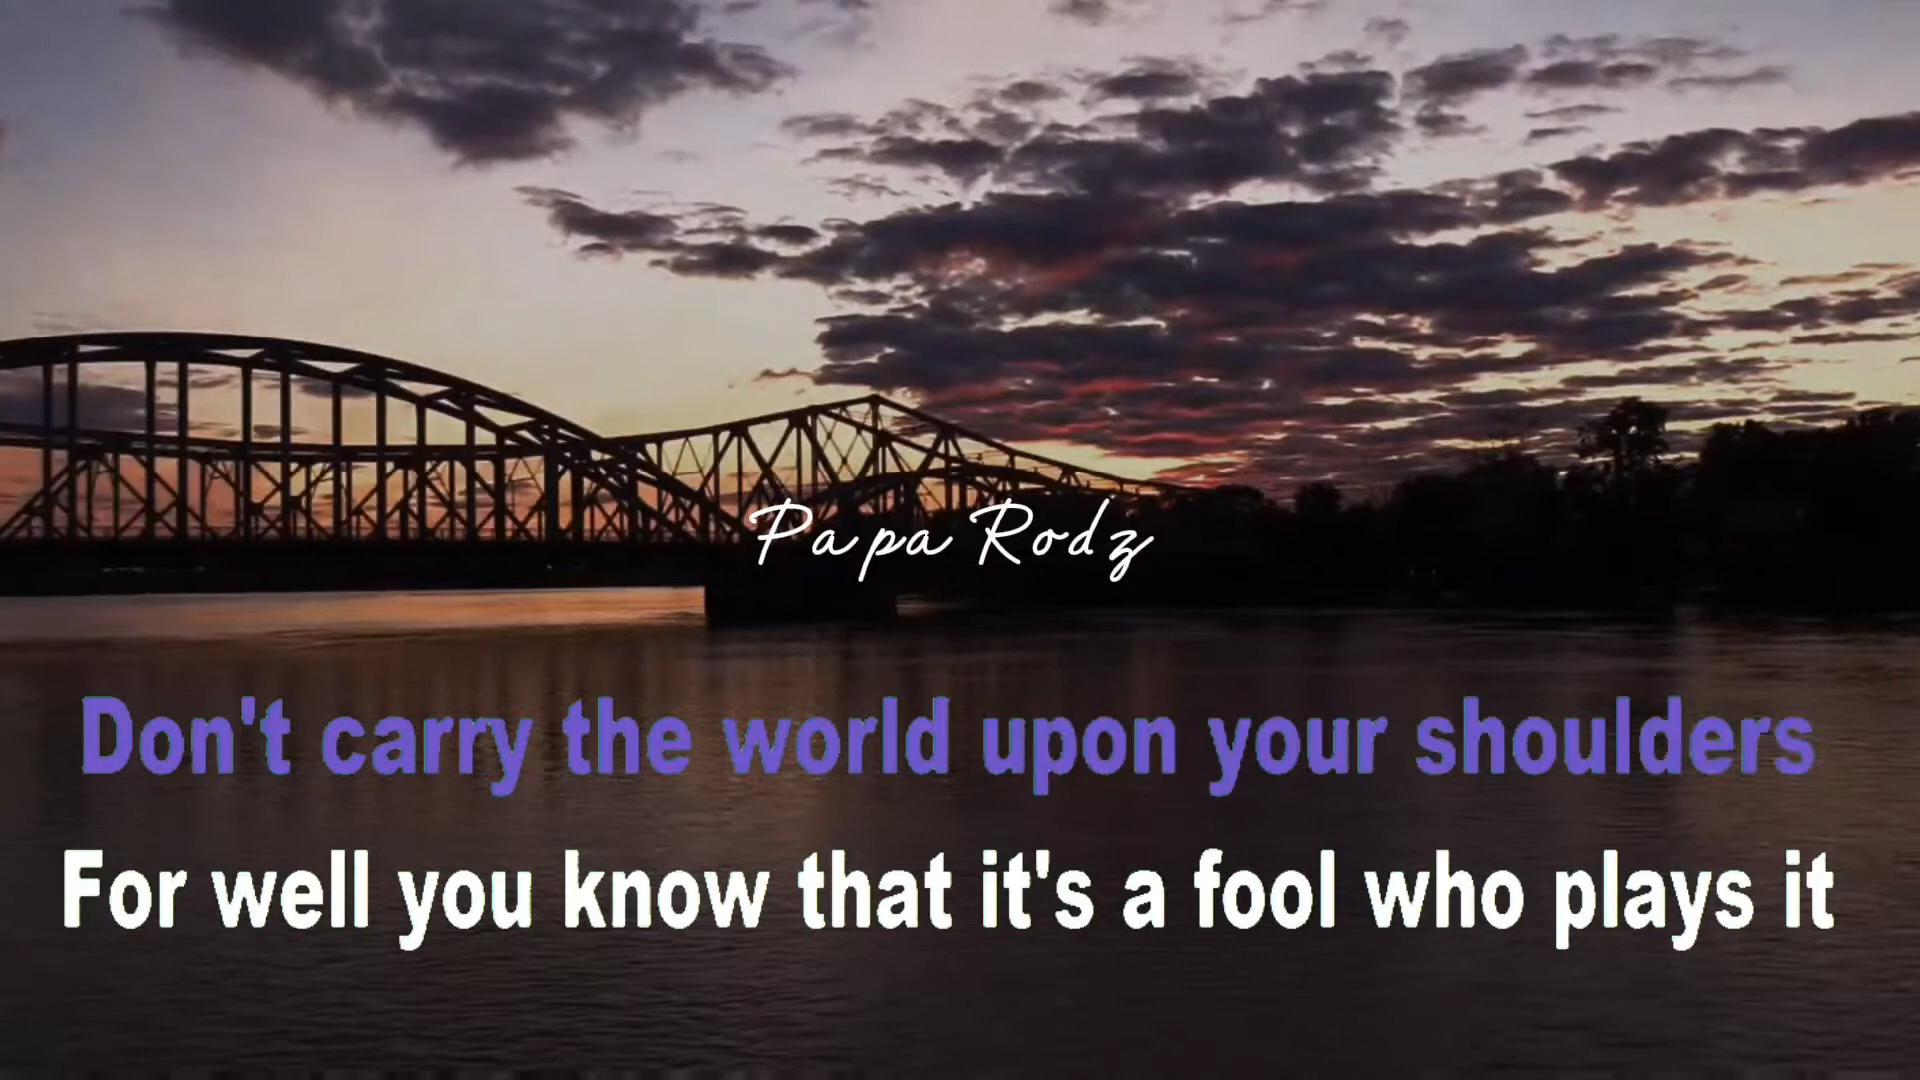 Papa Rodz
Don't carry the world upon your shoulders
For well you know that it's a fool who plays it